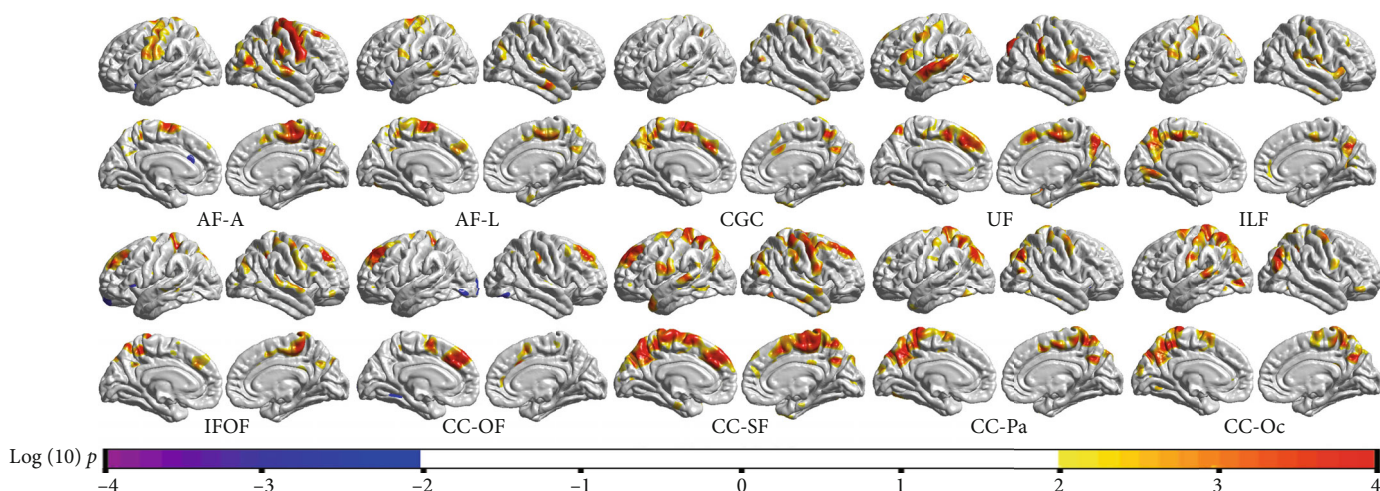 AF-A AF-L CGC UF ILF
IFOF CC-OF CC-SF CC-Pa CC-Oc
Log (10) p
–4 –3 –2 –1 0 1 2 3 4